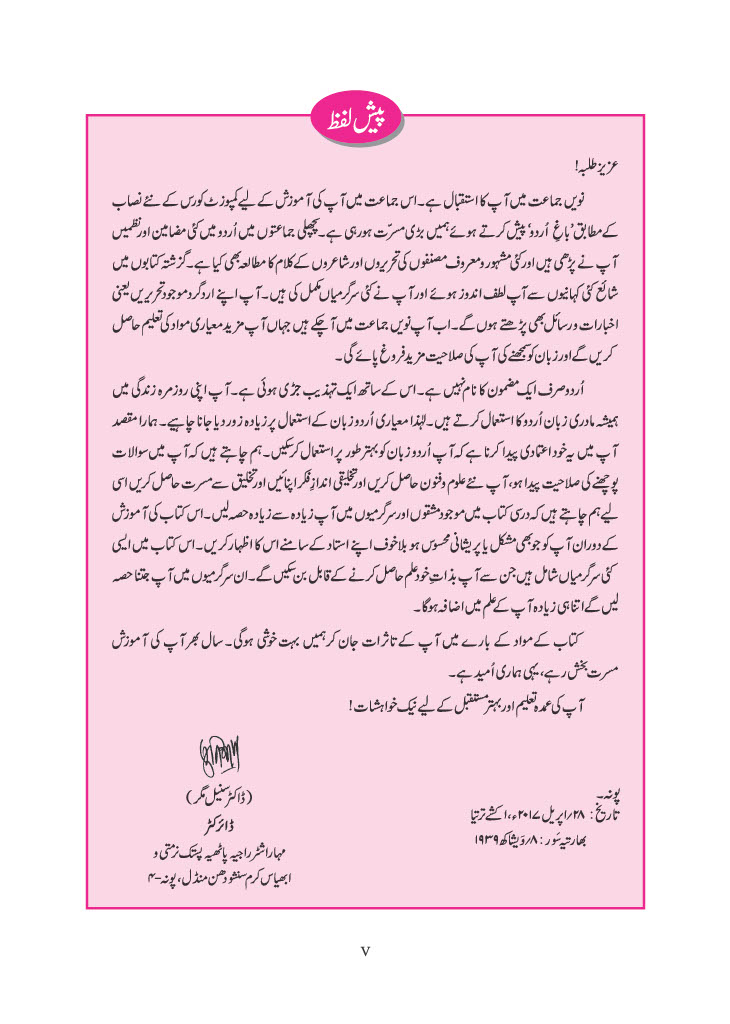 پیش لفظ
عزیز طلبہ!
نویں جماعت میں آپ کا استقبال ہے۔ اس جماعت میں آپ کی آموزش کے لیے کمپوزٹ کورس کے نئے نصاب
کے مطابق 'باغِ اُردو' پیش کرتے ہوئے ہمیں بڑی مسرّت ہورہی ہے۔ پچھلی جماعتوں میں اُردو میں کئی مضامین اور نظمیں
آپ نے پڑھی ہیں اور کئی مشہور و معروف مصنفوں کی تحریروں اور شاعروں کے کلام کا مطالعہ بھی کیا ہے۔ گزشتہ کتابوں میں
شائع کئی کہانیوں سے آپ لطف اندوز ہوئے اور آپ نے کئی سرگرمیاں مکمل کی ہیں۔ آپ اپنے اردگرد موجود تحریریں یعنی
اخبارات و رسائل بھی پڑھتے ہوں گے۔ اب آپ نویں جماعت میں آچکے ہیں جہاں آپ مزید معیاری مواد کی تعلیم حاصل
کریں گے اور زبان کو سمجھنے کی آپ کی صلاحیت مزید فروغ پائے گی۔
اُردو صرف ایک مضمون کا نام نہیں ہے۔ اس کے ساتھ ایک تہذیب جڑی ہوئی ہے۔ آپ اپنی روزمرہ زندگی میں
ہمیشہ مادری زبان اُردو کا استعمال کرتے ہیں۔ لہٰذا معیاری اُردو زبان کے استعمال پر زیادہ زور دیا جانا چاہیے۔ ہمارا مقصد
آپ میں یہ خود اعتمادی پیدا کرنا ہے کہ آپ اُردو زبان کو بہتر طور پر استعمال کرسکیں۔ ہم چاہتے ہیں کہ آپ میں سوالات
پوچھنے کی صلاحیت پیدا ہو، آپ نئے علوم و فنون حاصل کریں اور تخلیقی اندازِ فکر اپنائیں اور تخلیق سے مسرت حاصل کریں اسی
لیے ہم چاہتے ہیں کہ درسی کتاب میں موجود مشقوں اور سرگرمیوں میں آپ زیادہ سے زیادہ حصہ لیں۔ اس کتاب کی آموزش
کے دوران آپ کو جو بھی مشکل یا پریشانی محسوس ہو بلاخوف اپنے استاد کے سامنے اس کا اظہار کریں۔ اس کتاب میں ایسی
کئی سرگرمیاں شامل ہیں جن سے آپ بذاتِ خود علم حاصل کرنے کے قابل بن سکیں گے۔ ان سرگرمیوں میں آپ جتنا حصہ
لیں گے اتنا ہی زیادہ آپ کے علم میں اضافہ ہوگا۔
کتاب کے مواد کے بارے میں آپ کے تاثرات جان کر ہمیں بہت خوشی ہوگی۔ سال بھر آپ کی آموزش
مسرت بخش رہے، یہی ہماری اُمید ہے۔
آپ کی عمدہ تعلیم اور بہتر مستقبل کے لیے نیک خواہشات!
پونہ۔
تاریخ: ۲۸؍اپریل ۲۰۱۷ء، اکشے ترتیا
بھارتیہ سَور: ۸؍ویشاکھ ۱۹۳۹
(ڈاکٹر سنیل مگر)
ڈائرکٹر
مہاراشٹر راجیہ پاٹھیہ پستک نرمتی و
ابھیاس کرم سنشودھن منڈل، پونہ-۴
v